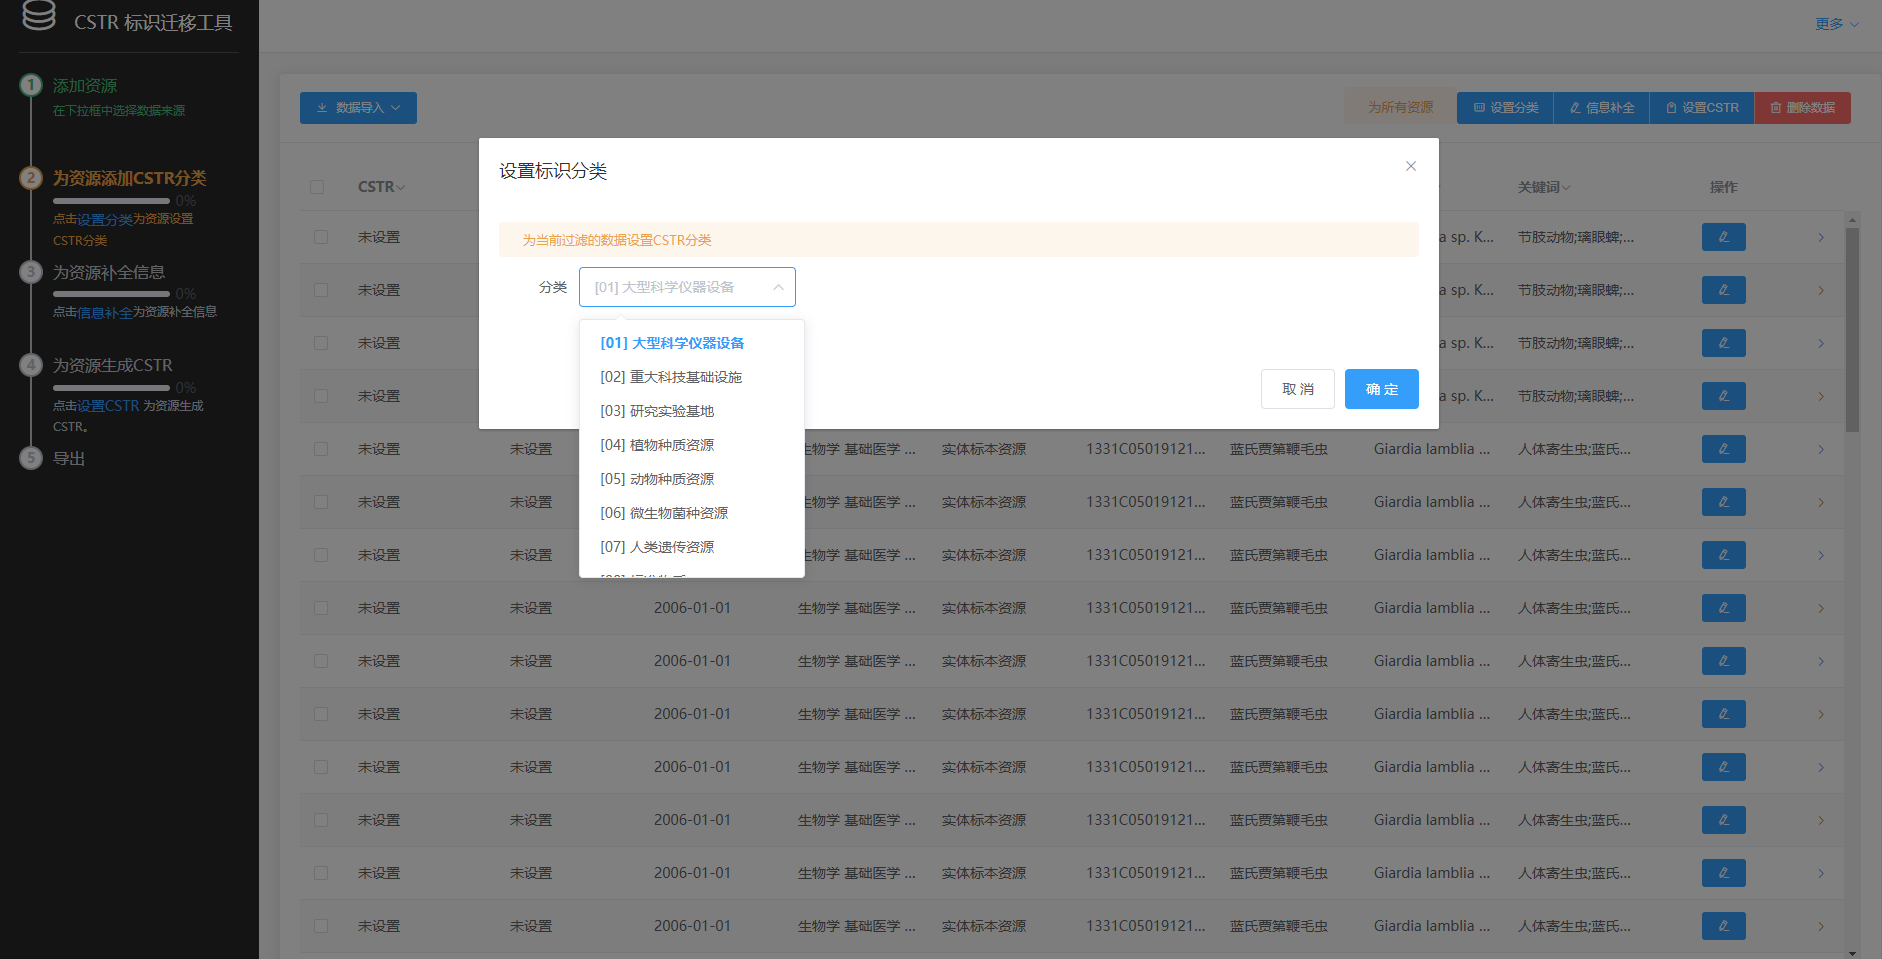 CSTR 标识迁移工具
更多
1 添加资源
在下拉框中选择数据来源
2 为资源添加CSTR分类
0%
点击设置分类为资源设置
CSTR分类
3 为资源补全信息
0%
点击信息补全为资源补全信息
4 为资源生成CSTR
0%
点击设置CSTR 为资源生成
CSTR。
5 导出
数据导入
为所有资源 设置分类 信息补全 设置CSTR 删除数据
设置标识分类
为当前过滤的数据设置CSTR分类
分类 [01] 大型科学仪器设备
[01] 大型科学仪器设备
[02] 重大科技基础设施
[03] 研究实验基地
[04] 植物种质资源
[05] 动物种质资源
[06] 微生物菌种资源
[07] 人类遗传资源
取 消 确 定
CSTR 关键词 操作
未设置 a sp. K... 节肢动物;璃眼蜱;...
未设置 a sp. K... 节肢动物;璃眼蜱;...
未设置 a sp. K... 节肢动物;璃眼蜱;...
未设置 a sp. K... 节肢动物;璃眼蜱;...
未设置 未设置 生物学 基础医学 ... 实体标本资源 1331C05019121... 蓝氏贾第鞭毛虫 Giardia lamblia ... 人体寄生虫;蓝氏...
未设置 未设置 生物学 基础医学 ... 实体标本资源 1331C05019121... 蓝氏贾第鞭毛虫 Giardia lamblia ... 人体寄生虫;蓝氏...
未设置 未设置 生物学 基础医学 ... 实体标本资源 1331C05019121... 蓝氏贾第鞭毛虫 Giardia lamblia ... 人体寄生虫;蓝氏...
未设置 未设置 2006-01-01 生物学 基础医学 ... 实体标本资源 1331C05019121... 蓝氏贾第鞭毛虫 Giardia lamblia ... 人体寄生虫;蓝氏...
未设置 未设置 2006-01-01 生物学 基础医学 ... 实体标本资源 1331C05019121... 蓝氏贾第鞭毛虫 Giardia lamblia ... 人体寄生虫;蓝氏...
未设置 未设置 2006-01-01 生物学 基础医学 ... 实体标本资源 1331C05019121... 蓝氏贾第鞭毛虫 Giardia lamblia ... 人体寄生虫;蓝氏...
未设置 未设置 2006-01-01 生物学 基础医学 ... 实体标本资源 1331C05019121... 蓝氏贾第鞭毛虫 Giardia lamblia ... 人体寄生虫;蓝氏...
未设置 未设置 2006-01-01 生物学 基础医学 ... 实体标本资源 1331C05019121... 蓝氏贾第鞭毛虫 Giardia lamblia ... 人体寄生虫;蓝氏...
未设置 未设置 2006-01-01 生物学 基础医学 ... 实体标本资源 1331C05019121... 蓝氏贾第鞭毛虫 Giardia lamblia ... 人体寄生虫;蓝氏...
未设置 未设置 2006-01-01 生物学 基础医学 ... 实体标本资源 1331C05019121... 蓝氏贾第鞭毛虫 Giardia lamblia ... 人体寄生虫;蓝氏...